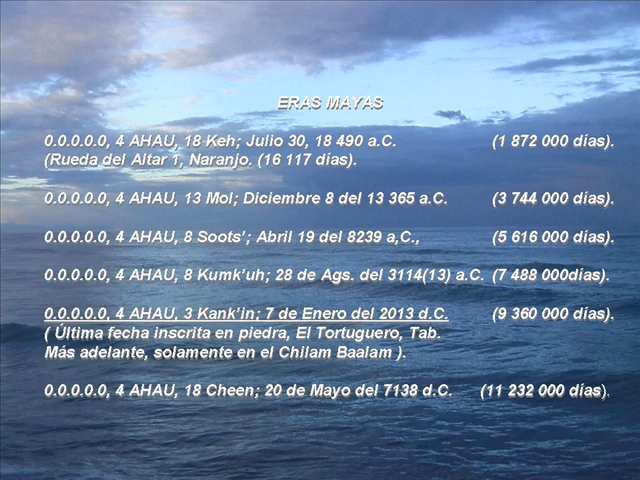 ERAS MAYAS
0.0.0.0.0, 4 AHAU, 18 Keh; Julio 30, 18 490 a.C. (1 872 000 días).
(Rueda del Altar 1, Naranjo. (16 117 días).
0.0.0.0.0, 4 AHAU, 13 Mol; Diciembre 8 del 13 365 a.C. (3 744 000 días).
0.0.0.0.0, 4 AHAU, 8 Soots’; Abril 19 del 8239 a,C., (5 616 000 días).
0.0.0.0.0, 4 AHAU, 8 Kumk’uh; 28 de Ags. del 3114(13) a.C. (7 488 000días).
0.0.0.0.0, 4 AHAU, 3 Kank’in; 7 de Enero del 2013 d.C. (9 360 000 días).
( Última fecha inscrita en piedra, El Tortuguero, Tab.
Más adelante, solamente en el Chilam Baalam ).
0.0.0.0.0, 4 AHAU, 18 Cheen; 20 de Mayo del 7138 d.C. (11 232 000 días).